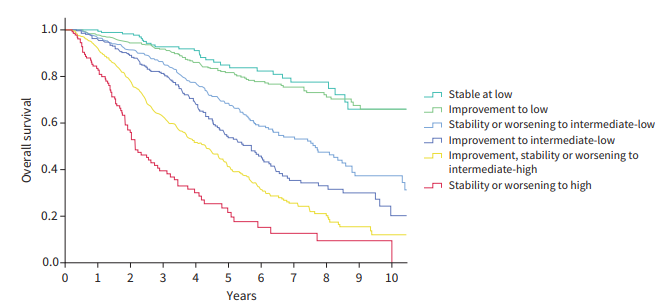 1.0
0.8
0.6
0.4
0.2
0.0
Overall survival
0 1 2 3 4 5 6 7 8 9 10
Years
Stable at low
Improvement to low
Stability or worsening to intermediate-low
Improvement to intermediate-low
Improvement, stability or worsening to
intermediate-high
Stability or worsening to high